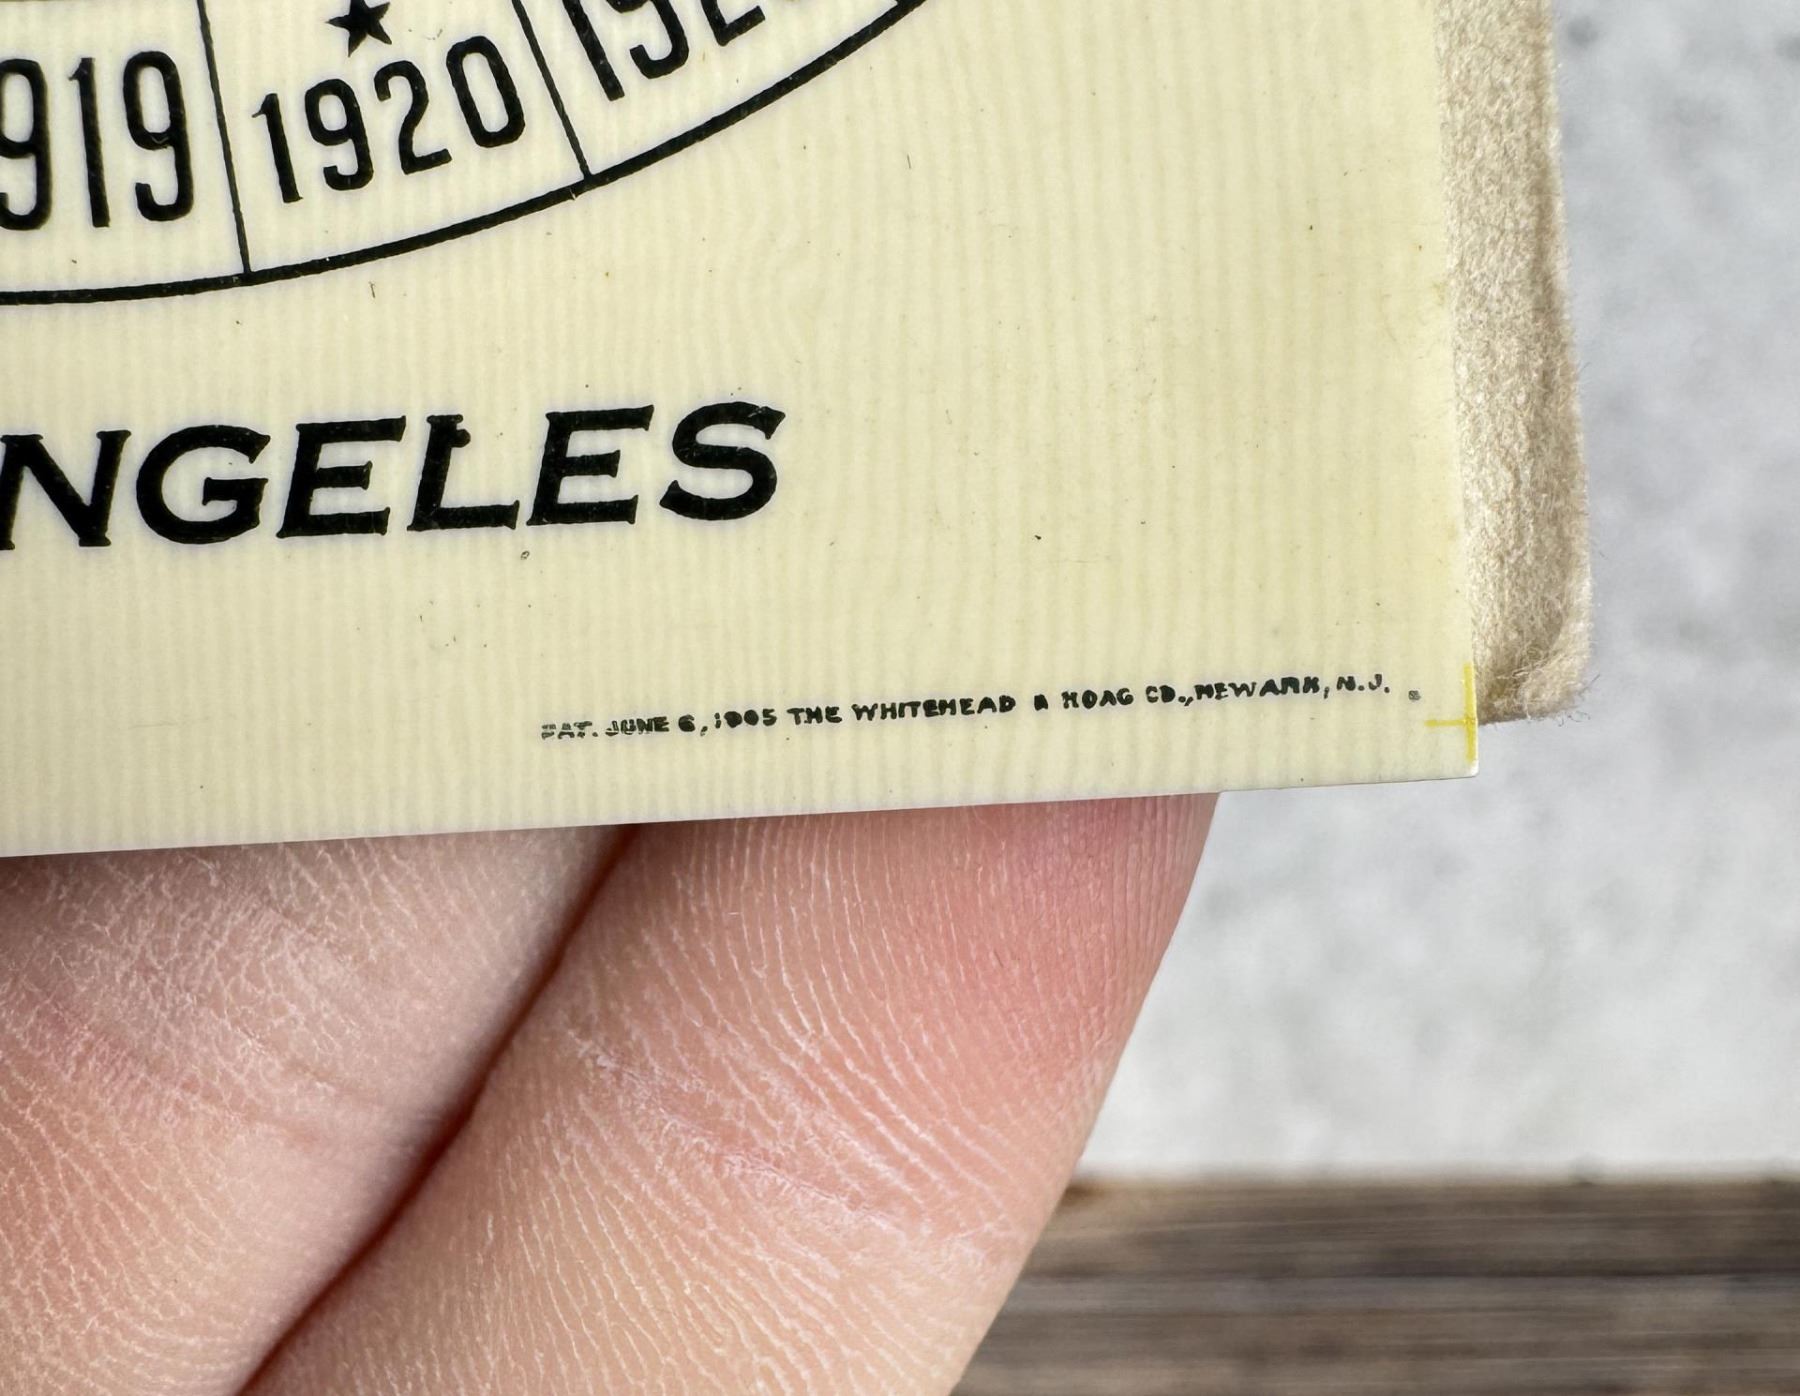 919 1920 192
NGELES
PAT. JUNE 6, 1905 THE WHITEHEAD & HOAG CO., NEWARK, N.J.